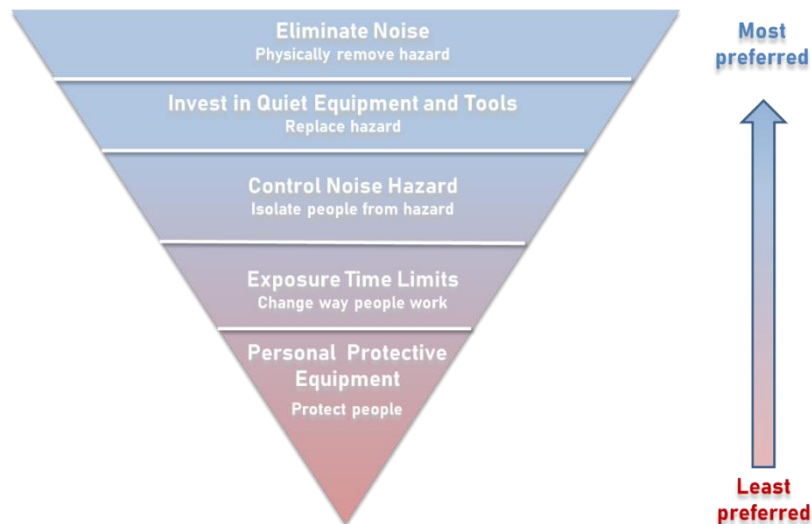 Eliminate Noise
Physically remove hazard
Invest in Quiet Equipment and Tools
Replace hazard
Control Noise Hazard
Isolate people from hazard
Exposure Time Limits
Change way people work
Personal Protective
Equipment
Protect people
Most
preferred
Least
preferred